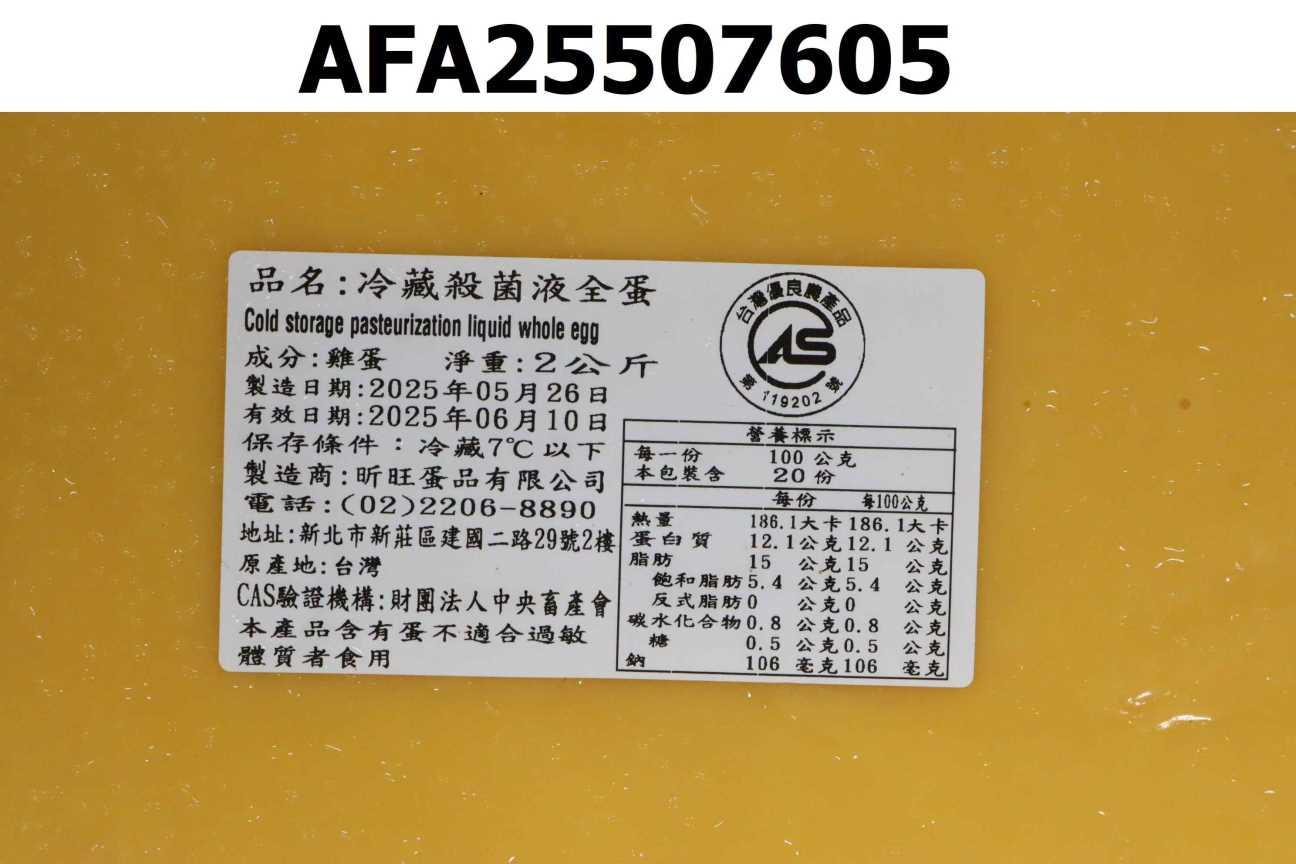 AFA25507605
品名:冷藏殺菌液全蛋
Cold storage pasteurization liquid whole egg
成分:雞蛋 淨重:2公斤
製造日期:2025年05月26日
有效日期:2025年06月10日
保存條件：冷藏7℃以下
製造商:昕旺蛋品有限公司
電話:(02)2206-8890
地址:新北市新莊區建國二路29號2樓
原產地:台灣
CAS驗證機構:財團法人中央畜產會
本產品含有蛋不適合過敏
體質者食用
台灣優良農產品
CAS
第119202號
營養標示
每一份 100 公克
本包裝含 20 份
每份 每100公克
熱量 186.1大卡 186.1大卡
蛋白質 12.1公克 12.1 公克
脂肪 15 公克 15 公克
飽和脂肪 5.4 公克 5.4 公克
反式脂肪 0 公克 0 公克
碳水化合物 0.8 公克 0.8 公克
糖 0.5 公克 0.5 公克
鈉 106 毫克 106 毫克